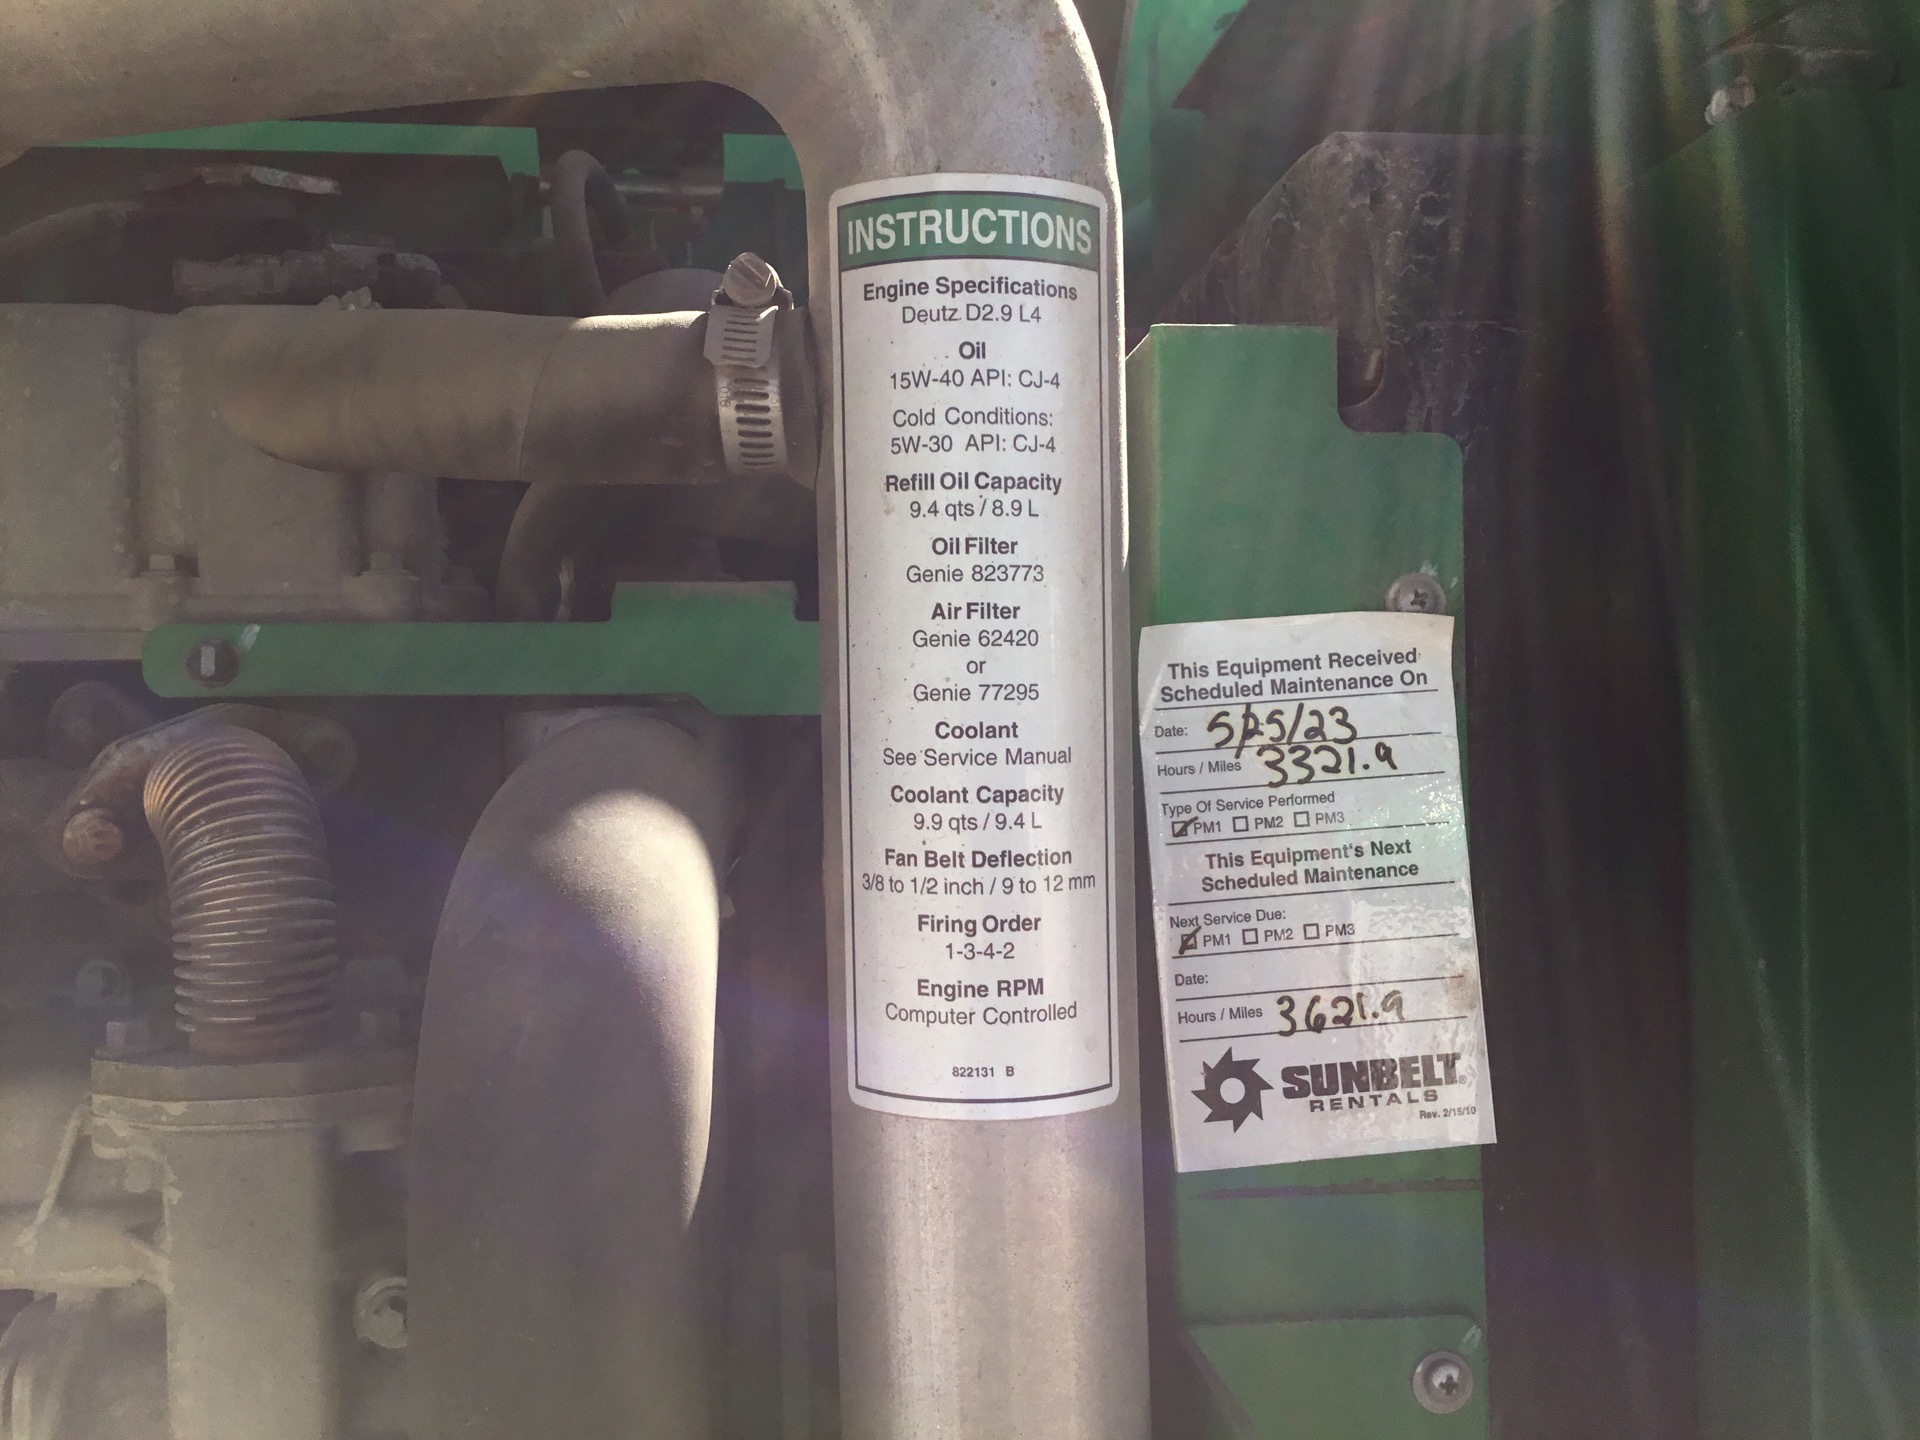 INSTRUCTIONS
Engine Specifications
Deutz D2.9 L4
Oil
15W-40 API: CJ-4
Cold Conditions:
5W-30 API: CJ-4
Refill Oil Capacity
9.4 qts / 8.9 L
Oil Filter
Genie 823773
Air Filter
Genie 62420
or
Genie 77295
Coolant
See Service Manual
Coolant Capacity
9.9 qts / 9.4 L
Fan Belt Deflection
3/8 to 1/2 inch / 9 to 12 mm
Firing Order
1-3-4-2
Engine RPM
Computer Controlled
822131 B
This Equipment Received
Scheduled Maintenance On
Date: 5/25/23
Hours / Miles 3321.9
Type Of Service Performed
☑ PM1 ☐ PM2 ☐ PM3
This Equipment's Next
Scheduled Maintenance
Next Service Due:
☑ PM1 ☐ PM2 ☐ PM3
Date:
Hours / Miles 3621.9
SUNBELT®
RENTALS
Rev. 2/15/10